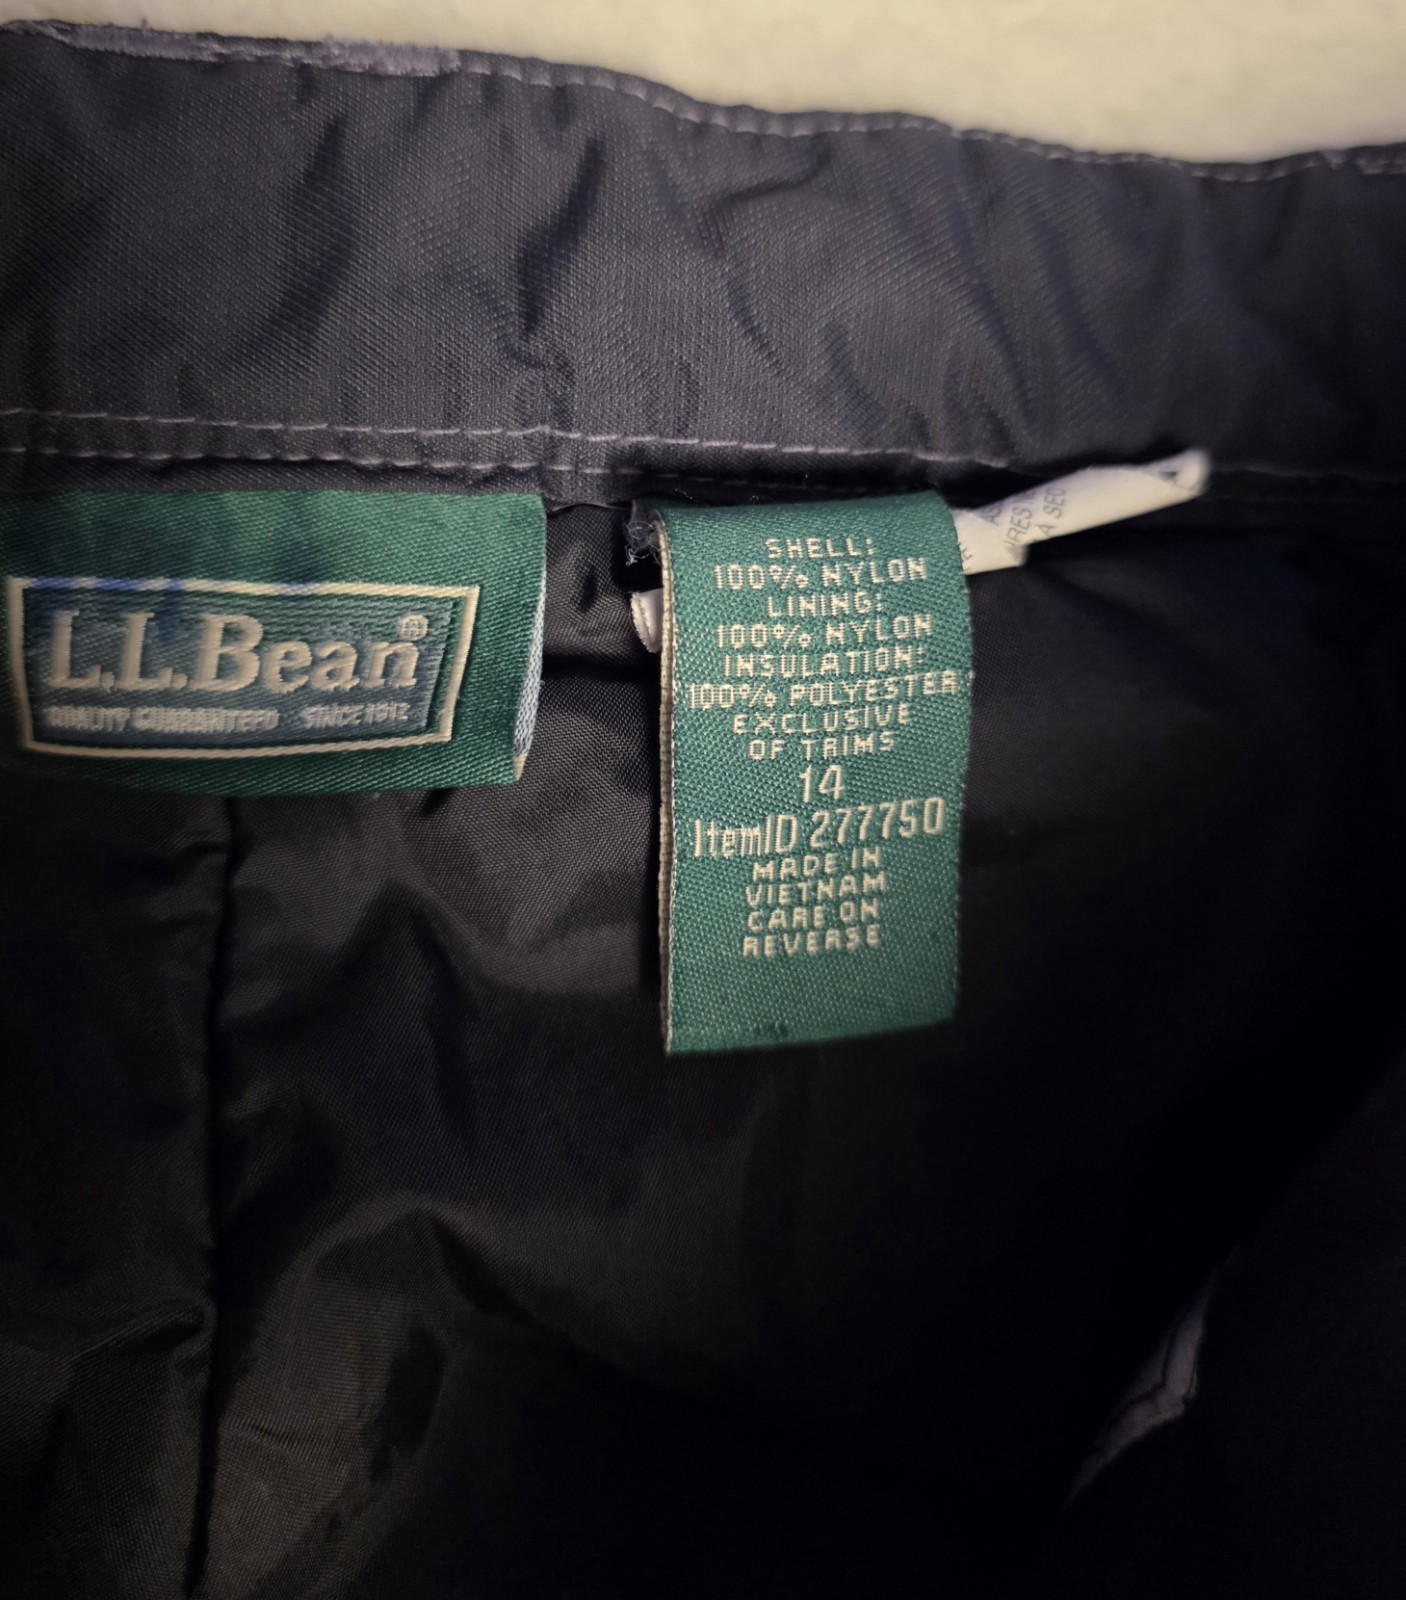 L.L.Bean®
QUALITY GUARANTEED SINCE 1912
SHELL:
100% NYLON
LINING:
100% NYLON
INSULATION:
100% POLYESTER
EXCLUSIVE
OF TRIMS
14
ItemID 277750
MADE IN
VIETNAM
CARE ON
REVERSE
À SEC